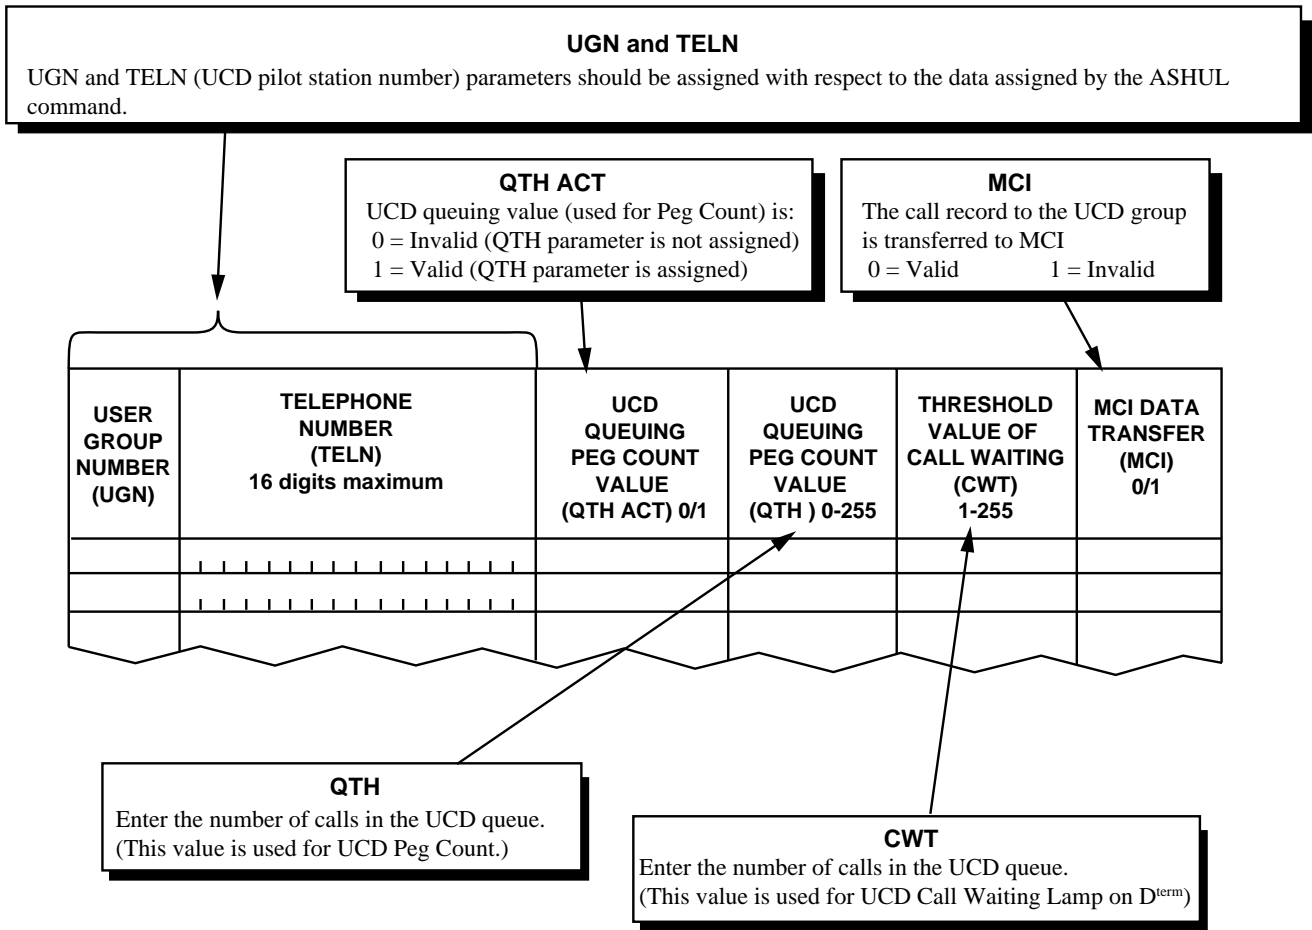 UGN and TELN
UGN and TELN (UCD pilot station number) parameters should be assigned with respect to the data assigned by the ASHUL
command.
QTH ACT
UCD queuing value (used for Peg Count) is:
0 = Invalid (QTH parameter is not assigned)
1 = Valid (QTH parameter is assigned)
MCI
The call record to the UCD group
is transferred to MCI
0 = Valid 1 = Invalid
USER
GROUP
NUMBER
(UGN)
TELEPHONE
NUMBER
(TELN)
16 digits maximum
UCD
QUEUING
PEG COUNT
VALUE
(QTH ACT) 0/1
UCD
QUEUING
PEG COUNT
VALUE
(QTH ) 0-255
THRESHOLD
VALUE OF
CALL WAITING
(CWT)
1-255
MCI DATA
TRANSFER
(MCI)
0/1
QTH
Enter the number of calls in the UCD queue.
(This value is used for UCD Peg Count.)
CWT
Enter the number of calls in the UCD queue.
(This value is used for UCD Call Waiting Lamp on Dterm)